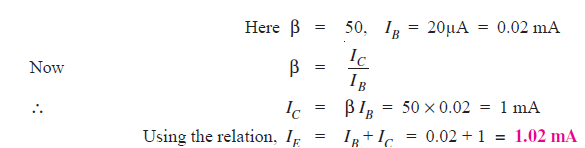 Here β = 50, I_B = 20μA = 0.02 mA
Now β = I_C / I_B
∴ I_C = β I_B = 50 × 0.02 = 1 mA
Using the relation, I_E = I_B + I_C = 0.02 + 1 = 1.02 mA